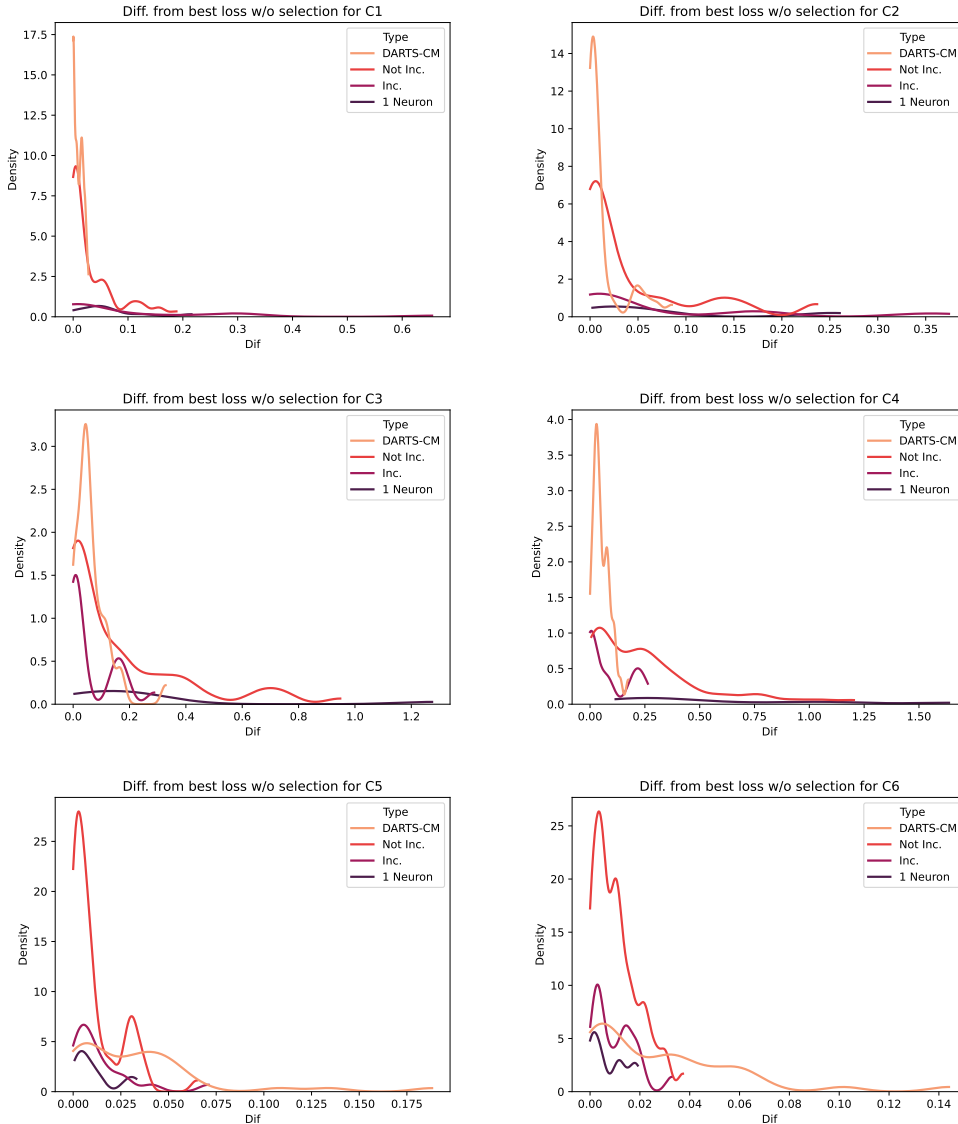 Diff. from best loss w/o selection for C1
17.5
15.0
12.5
10.0
7.5
5.0
2.5
0.0
Density
0.0 0.1 0.2 0.3 0.4 0.5 0.6
Dif
Type
DARTS-CM
Not Inc.
Inc.
1 Neuron
Diff. from best loss w/o selection for C2
14
12
10
8
6
4
2
0
Density
0.00 0.05 0.10 0.15 0.20 0.25 0.30 0.35
Dif
Type
DARTS-CM
Not Inc.
Inc.
1 Neuron
Diff. from best loss w/o selection for C3
3.0
2.5
2.0
1.5
1.0
0.5
0.0
Density
0.0 0.2 0.4 0.6 0.8 1.0 1.2
Dif
Type
DARTS-CM
Not Inc.
Inc.
1 Neuron
Diff. from best loss w/o selection for C4
4.0
3.5
3.0
2.5
2.0
1.5
1.0
0.5
0.0
Density
0.00 0.25 0.50 0.75 1.00 1.25 1.50
Dif
Type
DARTS-CM
Not Inc.
Inc.
1 Neuron
Diff. from best loss w/o selection for C5
25
20
15
10
5
0
Density
0.000 0.025 0.050 0.075 0.100 0.125 0.150 0.175
Dif
Type
DARTS-CM
Not Inc.
Inc.
1 Neuron
Diff. from best loss w/o selection for C6
25
20
15
10
5
0
Density
0.00 0.02 0.04 0.06 0.08 0.10 0.12 0.14
Dif
Type
DARTS-CM
Not Inc.
Inc.
1 Neuron